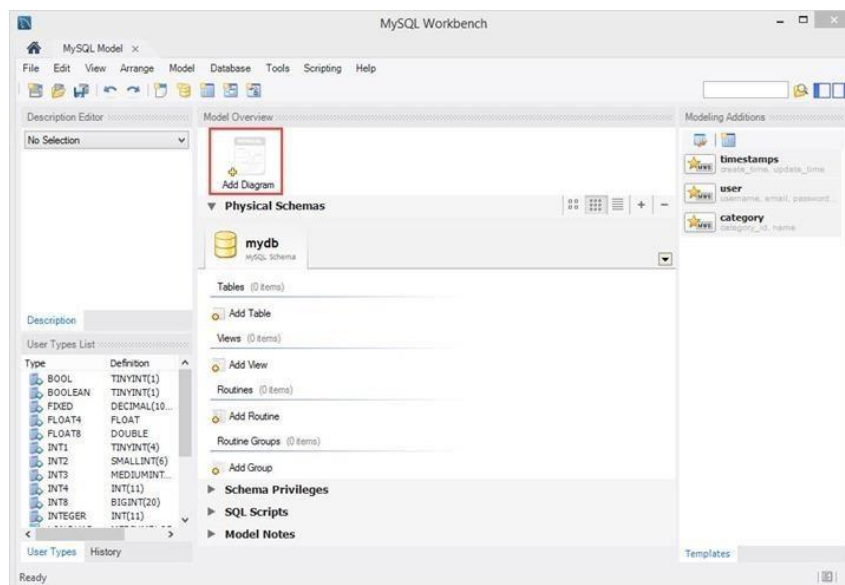 MySQL Workbench
MySQL Model
File Edit View Arrange Model Database Tools Scripting Help
Description Editor
No Selection
Description
User Types List
Type Definition
BOOL TINYINT(1)
BOOLEAN TINYINT(1)
FIXED DECIMAL(10...
FLOAT4 FLOAT
FLOAT8 DOUBLE
INT1 TINYINT(4)
INT2 SMALLINT(6)
INT3 MEDIUMINT...
INT4 INT(11)
INT8 BIGINT(20)
INTEGER INT(11)
User Types History
Model Overview
Add Diagram
Physical Schemas
mydb
MySQL Schema
Tables (0 items)
Add Table
Views (0 items)
Add View
Routines (0 items)
Add Routine
Routine Groups (0 items)
Add Group
Schema Privileges
SQL Scripts
Model Notes
Modeling Additions
timestamps
create_time, update_time
user
username, email, password...
category
category_id, name
Templates
Ready